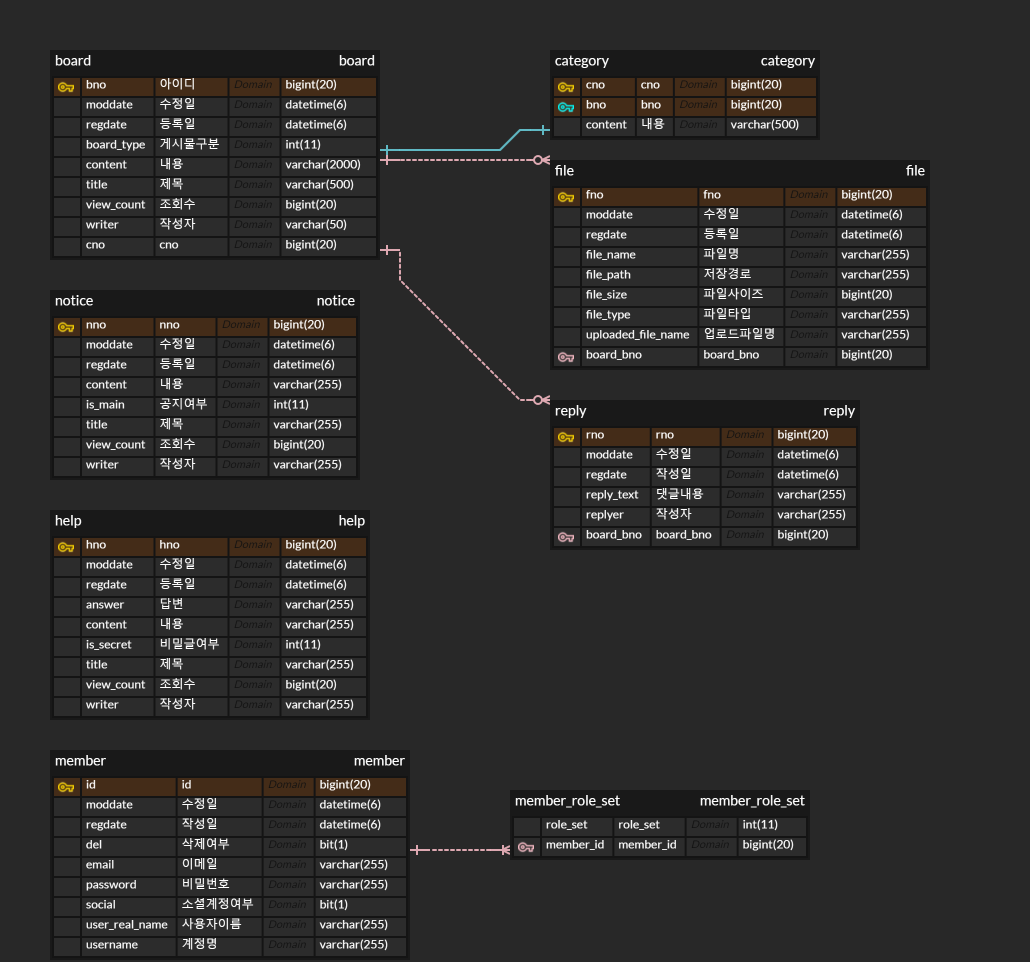 board board
bno 아이디 Domain bigint(20)
moddate 수정일 Domain datetime(6)
regdate 등록일 Domain datetime(6)
board_type 게시물구분 Domain int(11)
content 내용 Domain varchar(2000)
title 제목 Domain varchar(500)
view_count 조회수 Domain bigint(20)
writer 작성자 Domain varchar(50)
cno cno Domain bigint(20)
category category
cno cno Domain bigint(20)
bno bno Domain bigint(20)
content 내용 Domain varchar(500)
file file
fno fno Domain bigint(20)
moddate 수정일 Domain datetime(6)
regdate 등록일 Domain datetime(6)
file_name 파일명 Domain varchar(255)
file_path 저장경로 Domain varchar(255)
file_size 파일사이즈 Domain bigint(20)
file_type 파일타입 Domain varchar(255)
uploaded_file_name 업로드파일명 Domain varchar(255)
board_bno board_bno Domain bigint(20)
notice notice
nno nno Domain bigint(20)
moddate 수정일 Domain datetime(6)
regdate 등록일 Domain datetime(6)
content 내용 Domain varchar(255)
is_main 공지여부 Domain int(11)
title 제목 Domain varchar(255)
view_count 조회수 Domain bigint(20)
writer 작성자 Domain varchar(255)
reply reply
rno rno Domain bigint(20)
moddate 수정일 Domain datetime(6)
regdate 작성일 Domain datetime(6)
reply_text 댓글내용 Domain varchar(255)
replyer 작성자 Domain varchar(255)
board_bno board_bno Domain bigint(20)
help help
hno hno Domain bigint(20)
moddate 수정일 Domain datetime(6)
regdate 등록일 Domain datetime(6)
answer 답변 Domain varchar(255)
content 내용 Domain varchar(255)
is_secret 비밀글여부 Domain int(11)
title 제목 Domain varchar(255)
view_count 조회수 Domain bigint(20)
writer 작성자 Domain varchar(255)
member member
id id Domain bigint(20)
moddate 수정일 Domain datetime(6)
regdate 작성일 Domain datetime(6)
del 삭제여부 Domain bit(1)
email 이메일 Domain varchar(255)
password 비밀번호 Domain varchar(255)
social 소셜계정여부 Domain bit(1)
user_real_name 사용자이름 Domain varchar(255)
username 계정명 Domain varchar(255)
member_role_set member_role_set
role_set role_set Domain int(11)
member_id member_id Domain bigint(20)